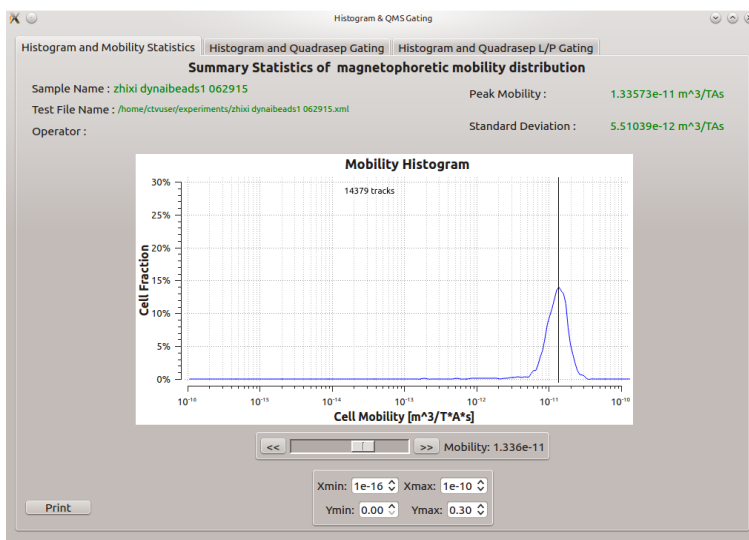 Histogram & QMS Gating
Histogram and Mobility Statistics Histogram and Quadrasep Gating Histogram and Quadrasep L/P Gating
Summary Statistics of magnetophoretic mobility distribution
Sample Name : zhixi dynaibeads1 062915
Peak Mobility : 1.33573e-11 m^3/TAs
Test File Name : /home/ctvuser/experiments/zhixi dynaibeads1 062915.xml
Operator :
Standard Deviation : 5.51039e-12 m^3/TAs
Mobility Histogram
14379 tracks
30%
25%
20%
15%
10%
5%
0%
Cell Fraction
10⁻¹⁶ 10⁻¹⁵ 10⁻¹⁴ 10⁻¹³ 10⁻¹² 10⁻¹¹ 10⁻¹⁰
Cell Mobility [m^3/T*A*s]
<< >> Mobility: 1.336e-11
Xmin: 1e-16 Xmax: 1e-10
Ymin: 0.00 Ymax: 0.30
Print